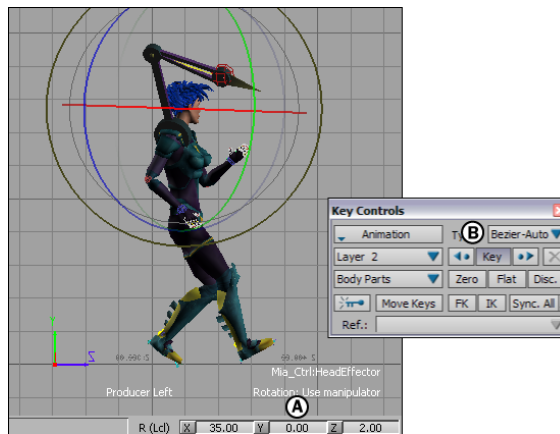 Key Controls
Animation
Ty B Bezier-Auto
Layer 2
Key
Body Parts
Zero Flat Disc.
Move Keys FK IK Sync. All
Ref.:
Y
Z
Mia_Ctrl:HeadEffector
Producer Left
Rotation: Use manipulator
A
R (Lcl) X 35.00 Y 0.00 Z 2.00